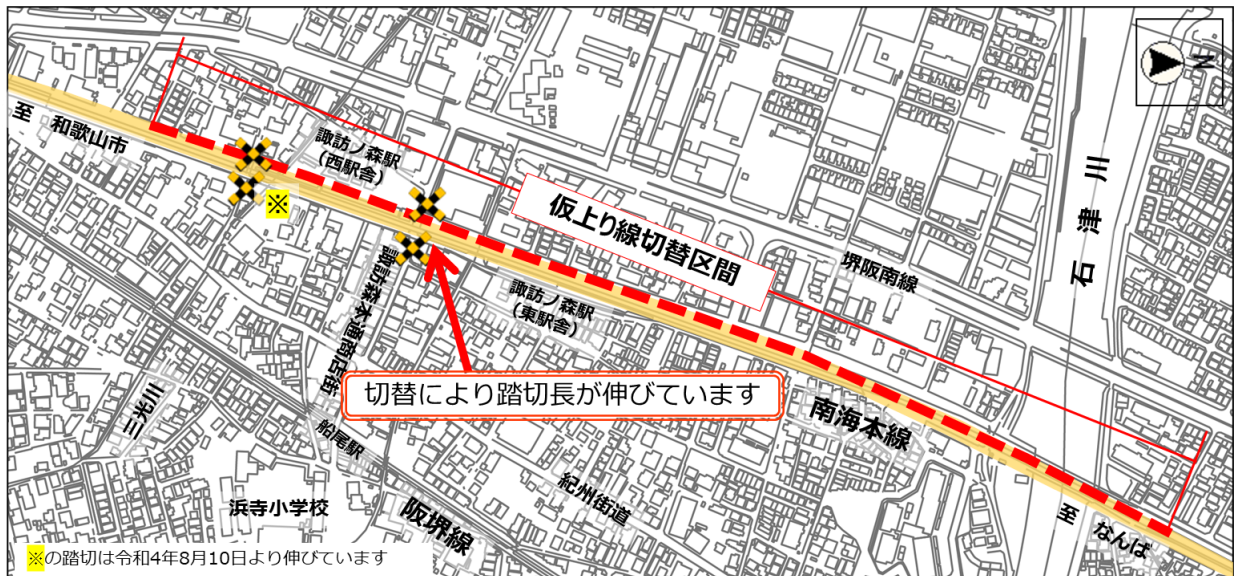 N
至 和歌山市
諏訪ノ森駅
(西駅舎)
※
仮上り線切替区間
石津川
堺阪南線
諏訪ノ森駅
(東駅舎)
諏訪森本通商店街
切替により踏切長が伸びています
南海本線
三光川
船尾駅
紀州街道
浜寺小学校
阪堺線
至 なんば
※の踏切は令和4年8月10日より伸びています